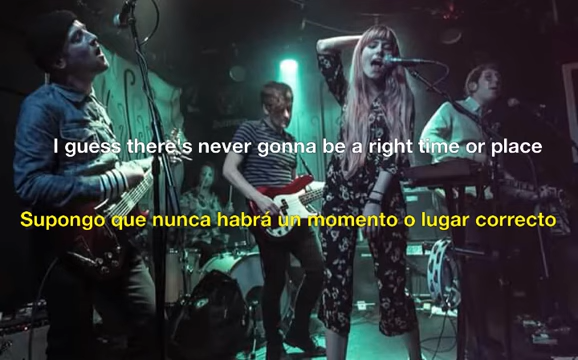 I guess there's never gonna be a right time or place
Supongo que nunca habrá un momento o lugar correcto